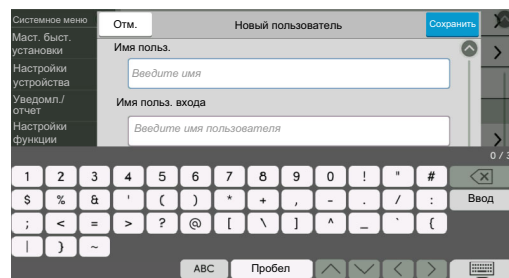 Системное меню
Отм.
Новый пользователь
Сохранить
Маст. быст.
установки
Настройки
устройства
Уведомл./
отчет
Настройки
функции
Имя польз.
Введите имя
Имя польз. входа
Введите имя пользователя
0 / 3
1 2 3 4 5 6 7 8 9 0 ! " #
$ % & ' ( ) * + , - . / : Ввод
; < = > ? @ [ \ ] ^ _ ` {
| } ~
ABC Пробел